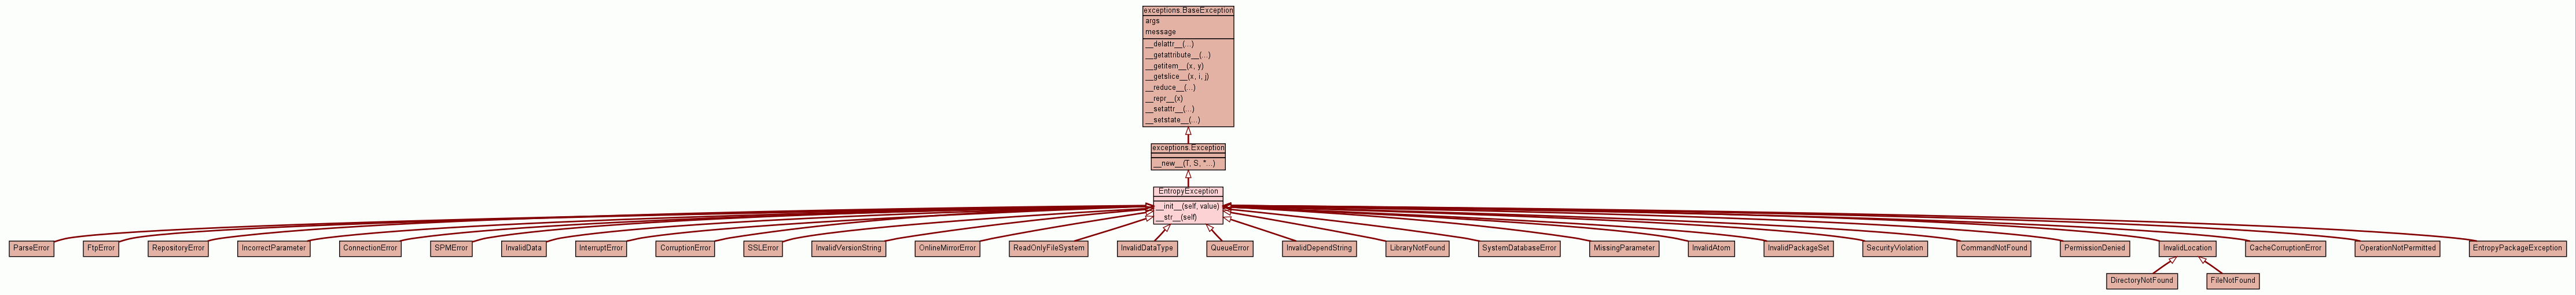 exceptions.BaseException
args
message
__delattr__(...)
__getattribute__(...)
__getitem__(x, y)
__getslice__(x, i, j)
__reduce__(...)
__repr__(x)
__setattr__(...)
__setstate__(...)
exceptions.Exception
__new__(T, S, *...)
EntropyException
__init__(self, value)
__str__(self)
ParseError
FtpError
RepositoryError
IncorrectParameter
ConnectionError
SPMError
InvalidData
InterruptError
CorruptionError
SSLError
InvalidVersionString
OnlineMirrorError
ReadOnlyFileSystem
InvalidDataType
QueueError
InvalidDependString
LibraryNotFound
SystemDatabaseError
MissingParameter
InvalidAtom
InvalidPackageSet
SecurityViolation
CommandNotFound
PermissionDenied
InvalidLocation
CacheCorruptionError
OperationNotPermitted
EntropyPackageException
DirectoryNotFound
FileNotFound